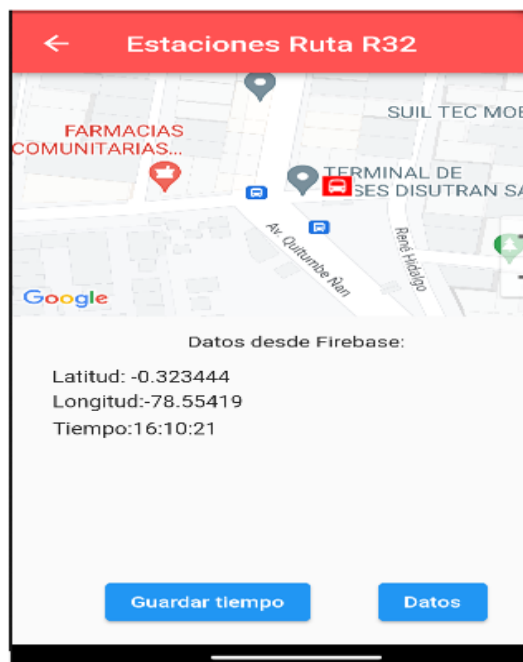 Estaciones Ruta R32
SUIL TEC MOB
FARMACIAS
COMUNITARIAS...
TERMINAL DE
SES DISUTRAN SA
Av. Quitumbe Ñan
René Hidalgo
Google
Datos desde Firebase:
Latitud: -0.323444
Longitud:-78.55419
Tiempo:16:10:21
Guardar tiempo
Datos